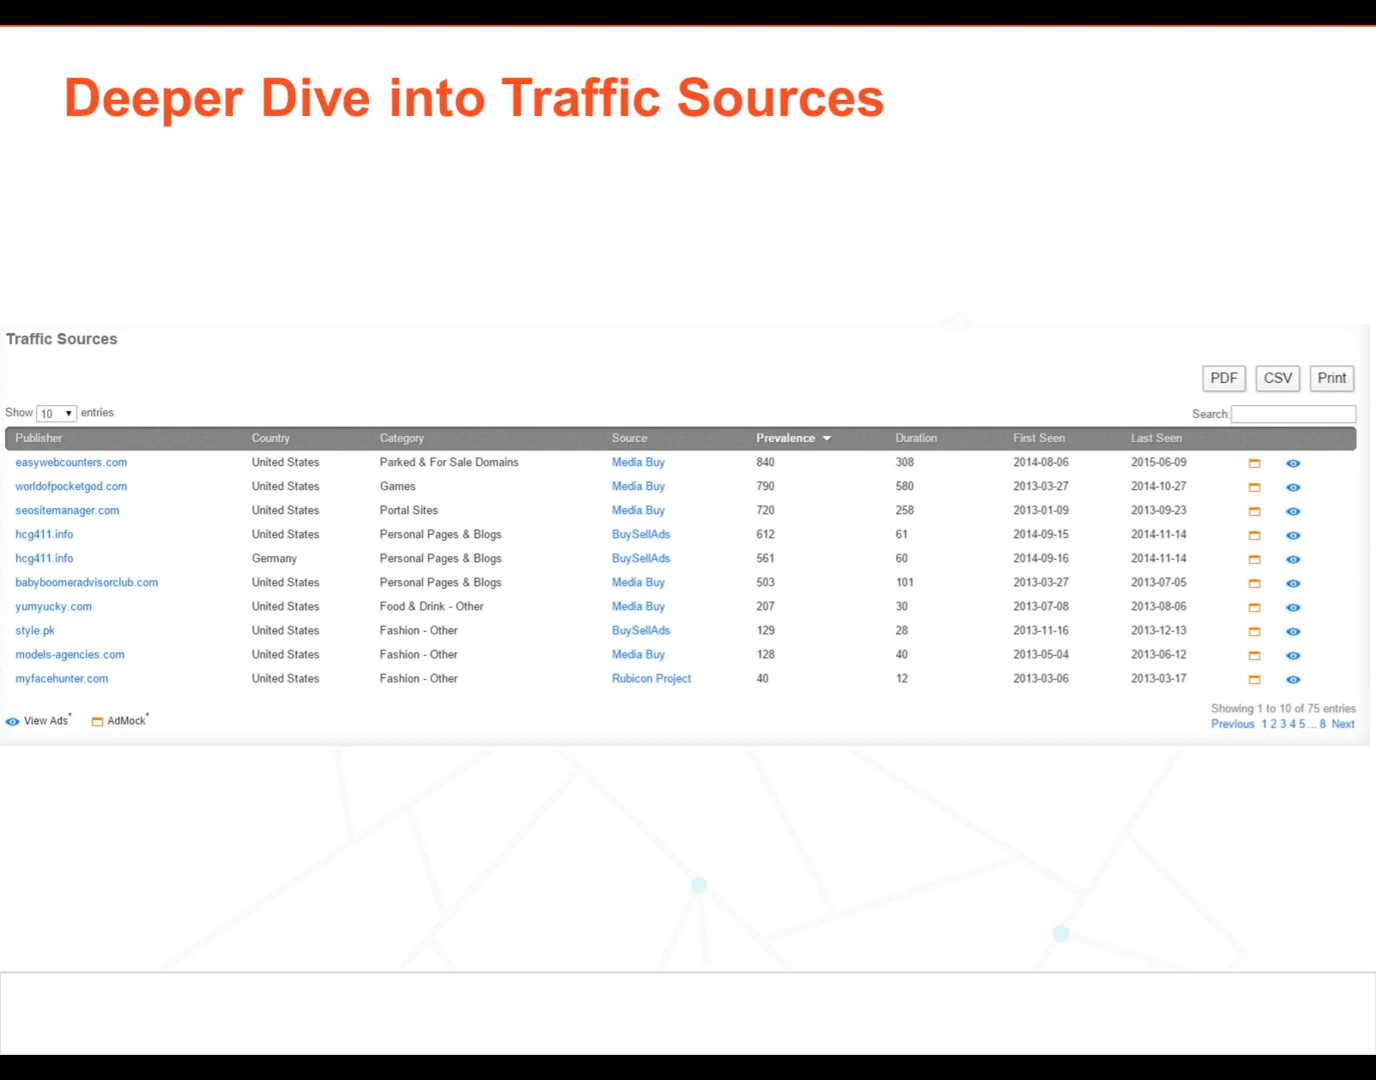 Deeper Dive into Traffic Sources
Traffic Sources
PDF CSV Print
Show 10 entries Search:
Publisher Country Category Source Prevalence Duration First Seen Last Seen
easywebcounters.com United States Parked & For Sale Domains Media Buy 840 308 2014-08-06 2015-06-09
worldofpocketgod.com United States Games Media Buy 790 580 2013-03-27 2014-10-27
seositemanager.com United States Portal Sites Media Buy 720 258 2013-01-09 2013-09-23
hcg411.info United States Personal Pages & Blogs BuySellAds 612 61 2014-09-15 2014-11-14
hcg411.info Germany Personal Pages & Blogs BuySellAds 561 60 2014-09-16 2014-11-14
babyboomeradvisorclub.com United States Personal Pages & Blogs Media Buy 503 101 2013-03-27 2013-07-05
yumyucky.com United States Food & Drink - Other Media Buy 207 30 2013-07-08 2013-08-06
style.pk United States Fashion - Other BuySellAds 129 28 2013-11-16 2013-12-13
models-agencies.com United States Fashion - Other Media Buy 128 40 2013-05-04 2013-06-12
myfacehunter.com United States Fashion - Other Rubicon Project 40 12 2013-03-06 2013-03-17
View Ads* AdMock*
Showing 1 to 10 of 75 entries
Previous 1 2 3 4 5 ... 8 Next